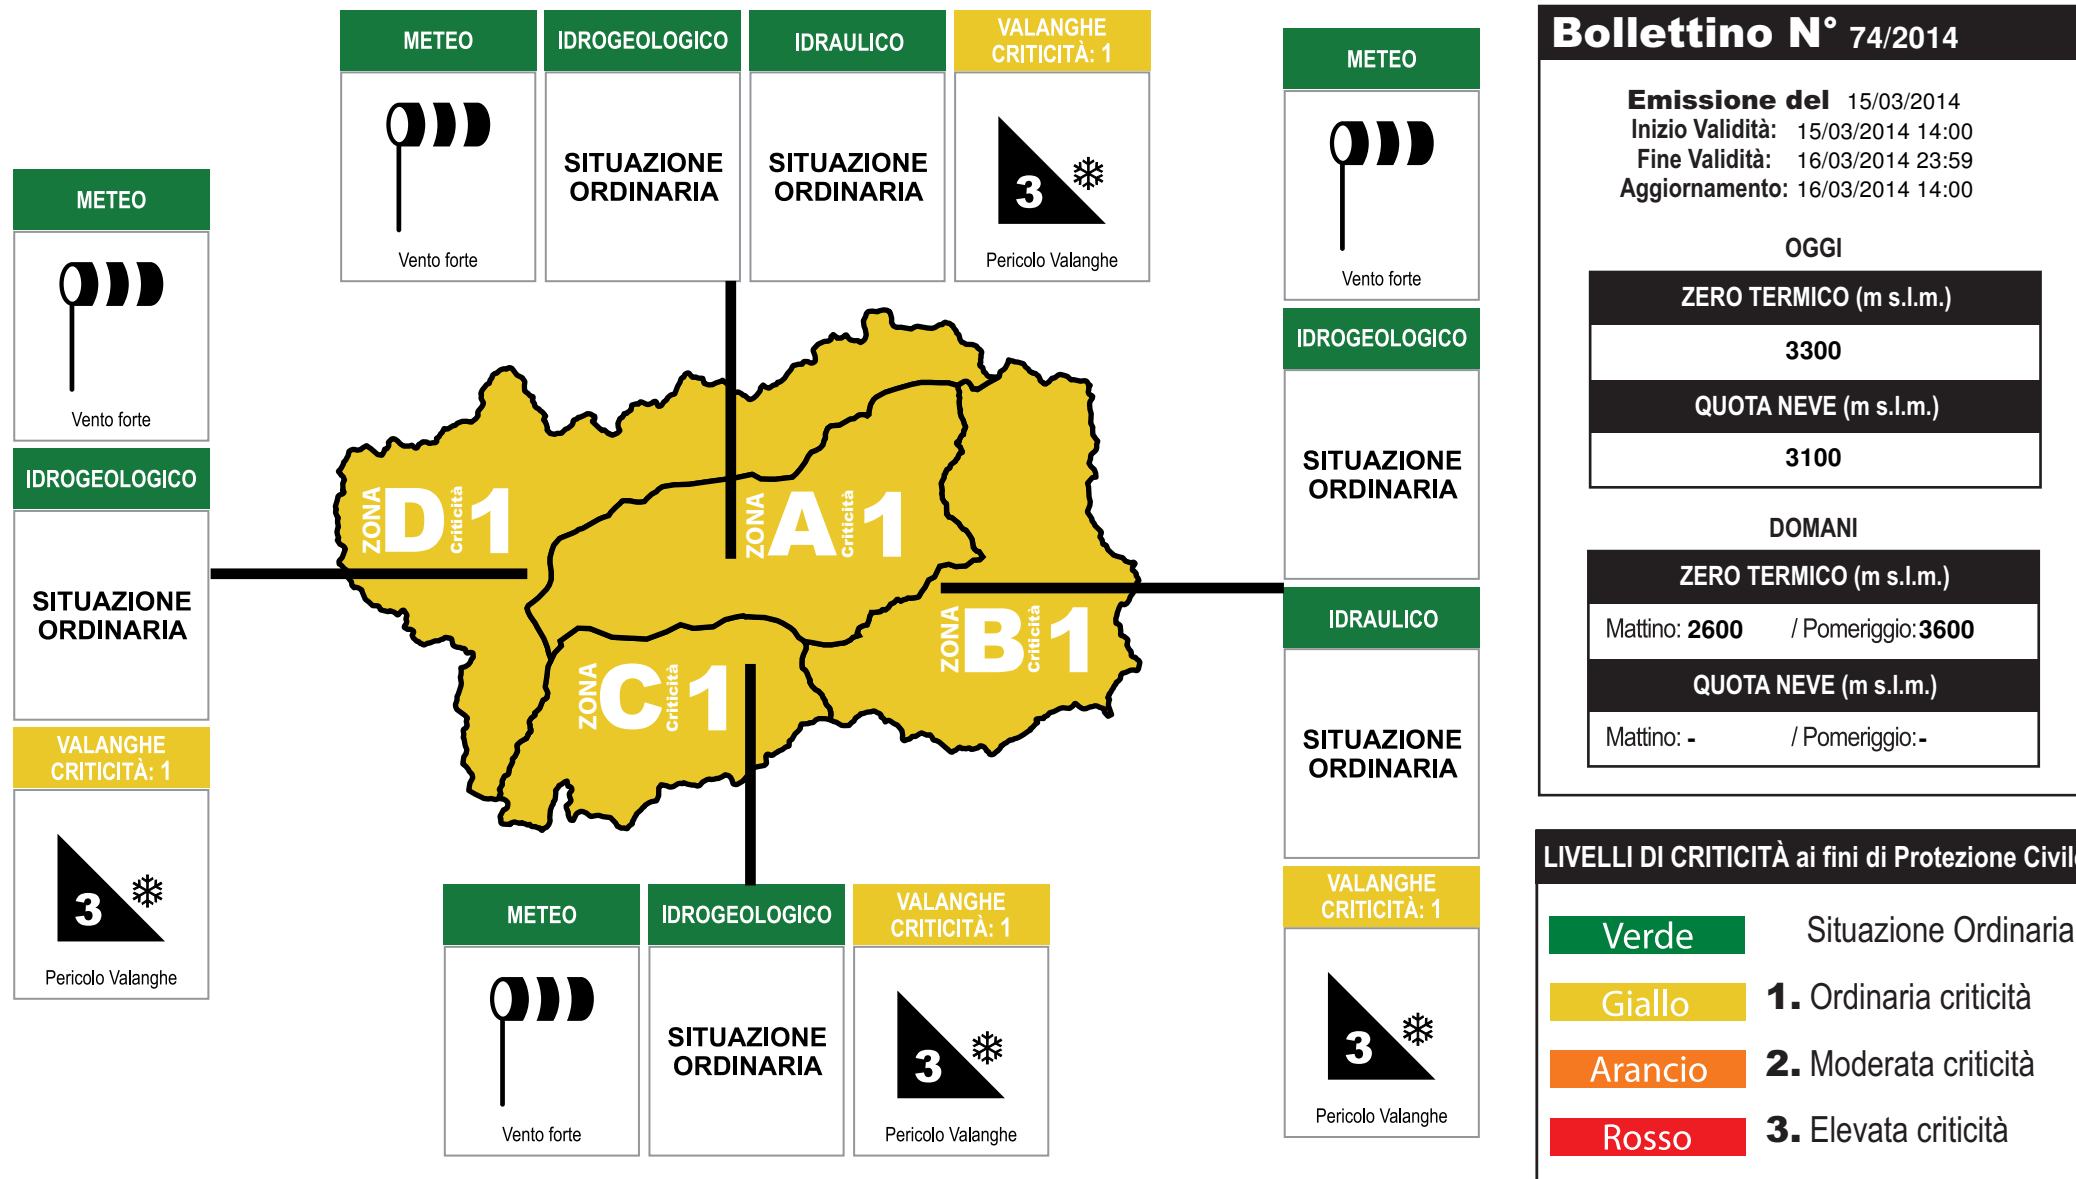 METEO
Vento forte
IDROGEOLOGICO
SITUAZIONE
ORDINARIA
IDRAULICO
SITUAZIONE
ORDINARIA
VALANGHE
CRITICITÀ: 1
3
Pericolo Valanghe
METEO
Vento forte
IDROGEOLOGICO
SITUAZIONE
ORDINARIA
VALANGHE
CRITICITÀ: 1
3
Pericolo Valanghe
ZONA D Criticità 1
ZONA A Criticità 1
ZONA B Criticità 1
ZONA C Criticità 1
METEO
Vento forte
IDROGEOLOGICO
SITUAZIONE
ORDINARIA
VALANGHE
CRITICITÀ: 1
3
Pericolo Valanghe
METEO
Vento forte
IDROGEOLOGICO
SITUAZIONE
ORDINARIA
IDRAULICO
SITUAZIONE
ORDINARIA
VALANGHE
CRITICITÀ: 1
3
Pericolo Valanghe
Bollettino N° 74/2014
Emissione del 15/03/2014
Inizio Validità: 15/03/2014 14:00
Fine Validità: 16/03/2014 23:59
Aggiornamento: 16/03/2014 14:00
OGGI
ZERO TERMICO (m s.l.m.)
3300
QUOTA NEVE (m s.l.m.)
3100
DOMANI
ZERO TERMICO (m s.l.m.)
Mattino: 2600 / Pomeriggio: 3600
QUOTA NEVE (m s.l.m.)
Mattino: - / Pomeriggio: -
LIVELLI DI CRITICITÀ ai fini di Protezione Civile
Verde Situazione Ordinaria
Giallo 1. Ordinaria criticità
Arancio 2. Moderata criticità
Rosso 3. Elevata criticità